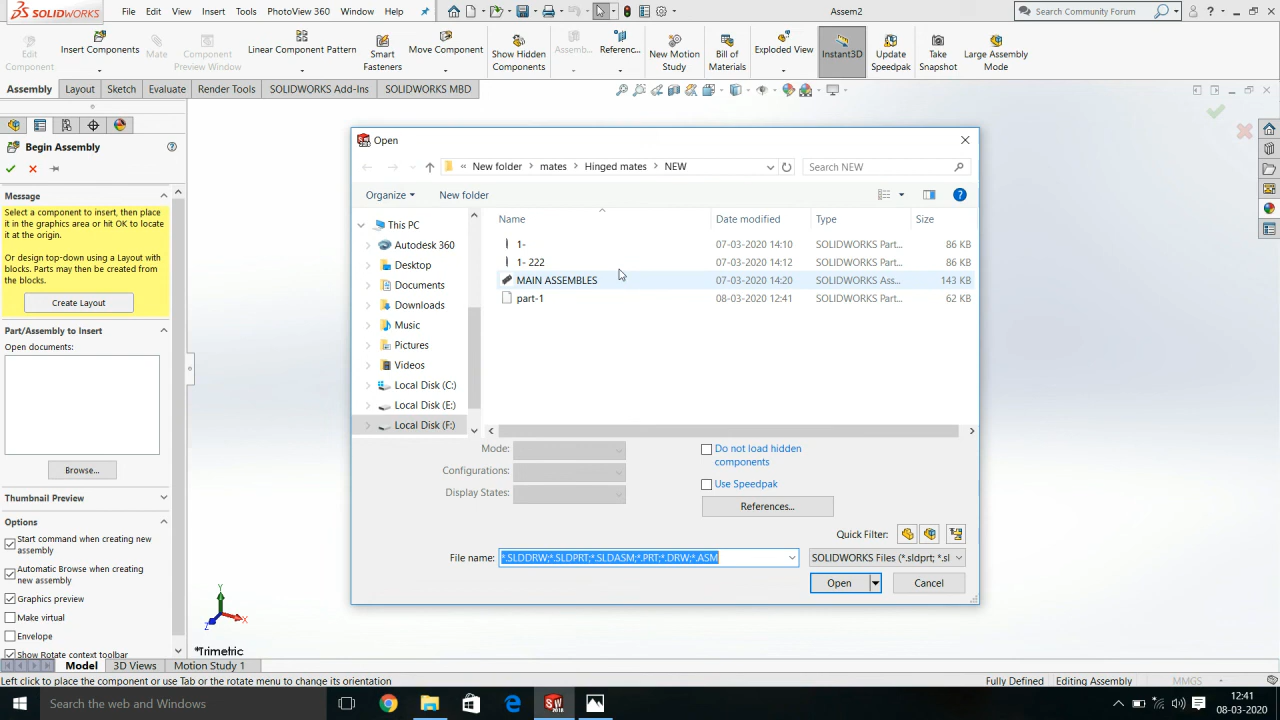 SOLIDWORKS
File Edit View Insert Tools PhotoView 360 Window Help
Assem2
Search Community Forum
Edit Component
Insert Components
Mate
Component Preview Window
Linear Component Pattern
Smart Fasteners
Move Component
Show Hidden Components
Assemb...
Referenc...
New Motion Study
Bill of Materials
Exploded View
Instant3D
Update Speedpak
Take Snapshot
Large Assembly Mode
Assembly Layout Sketch Evaluate Render Tools SOLIDWORKS Add-Ins SOLIDWORKS MBD
Begin Assembly
Message
Select a component to insert, then place
it in the graphics area or hit OK to locate
it at the origin.
Or design top-down using a Layout with
blocks. Parts may then be created from
the blocks.
Create Layout
Part/Assembly to Insert
Open documents:
Browse...
Thumbnail Preview
Options
Start command when creating new
assembly
Automatic Browse when creating
new assembly
Graphics preview
Make virtual
Envelope
Show Rotate context toolbar
Open
« New folder › mates › Hinged mates › NEW
Search NEW
Organize New folder
This PC
Autodesk 360
Desktop
Documents
Downloads
Music
Pictures
Videos
Local Disk (C:)
Local Disk (E:)
Local Disk (F:)
Name Date modified Type Size
1- 07-03-2020 14:10 SOLIDWORKS Part... 86 KB
1- 222 07-03-2020 14:12 SOLIDWORKS Part... 86 KB
MAIN ASSEMBLES 07-03-2020 14:20 SOLIDWORKS Ass... 143 KB
part-1 08-03-2020 12:41 SOLIDWORKS Part... 62 KB
Mode:
Configurations:
Display States:
Do not load hidden
components
Use Speedpak
References...
Quick Filter:
File name: *.SLDDRW;*.SLDPRT;*.SLDASM;*.PRT;*.DRW;*.ASM
SOLIDWORKS Files (*.sldprt; *.sl
Open Cancel
Y
X
Z
*Trimetric
Model 3D Views Motion Study 1
Left click to place the component or use Tab or the rotate menu to change its orientation
Fully Defined Editing Assembly MMGS
Search the web and Windows
12:41
08-03-2020